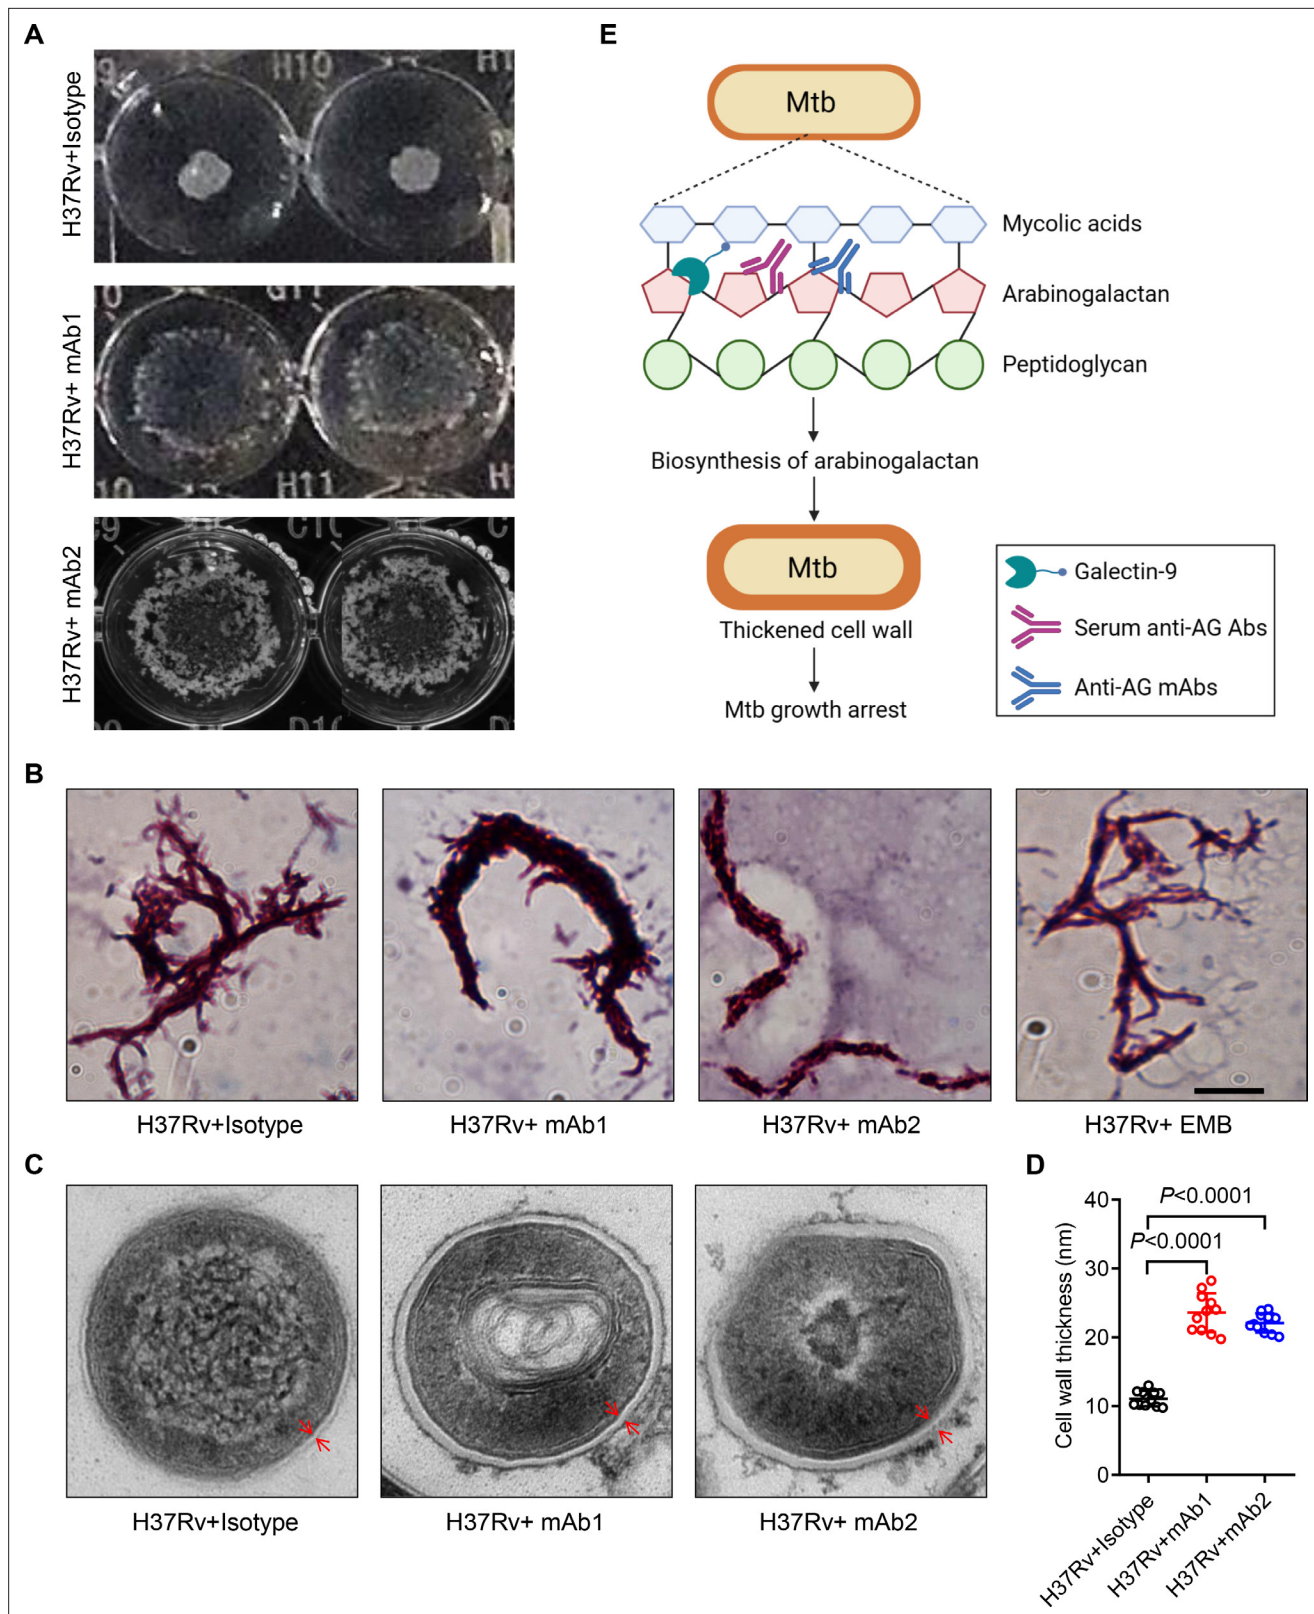 A
H37Rv+Isotype
H10
H37Rv+ mAb1
H11
H37Rv+ mAb2
E
Mtb
Mycolic acids
Arabinogalactan
Peptidoglycan
Biosynthesis of arabinogalactan
Mtb
Thickened cell wall
Mtb growth arrest
Galectin-9
Serum anti-AG Abs
Anti-AG mAbs
B
H37Rv+Isotype
H37Rv+ mAb1
H37Rv+ mAb2
H37Rv+ EMB
C
H37Rv+Isotype
H37Rv+ mAb1
H37Rv+ mAb2
D
Cell wall thickness (nm)
40
30
20
10
0
P<0.0001
P<0.0001
H37Rv+Isotype
H37Rv+mAb1
H37Rv+mAb2